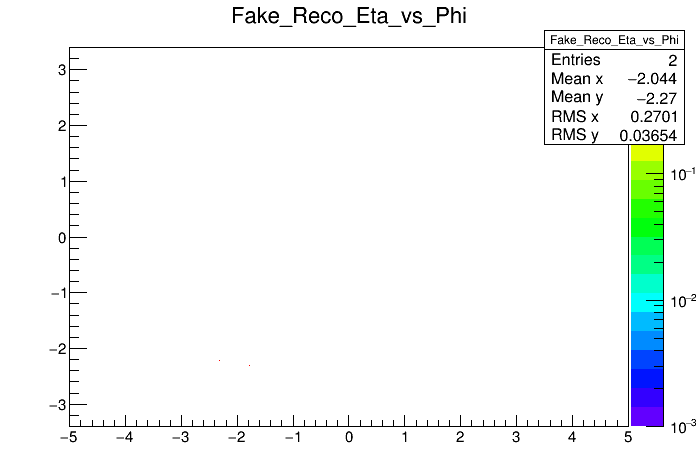 Fake_Reco_Eta_vs_Phi
Fake_Reco_Eta_vs_Phi
Entries 2
Mean x −2.044
Mean y −2.27
RMS x 0.2701
RMS y 0.03654
3
2
1
0
−1
−2
−3
−5 −4 −3 −2 −1 0 1 2 3 4 5
10−1
10−2
10−3